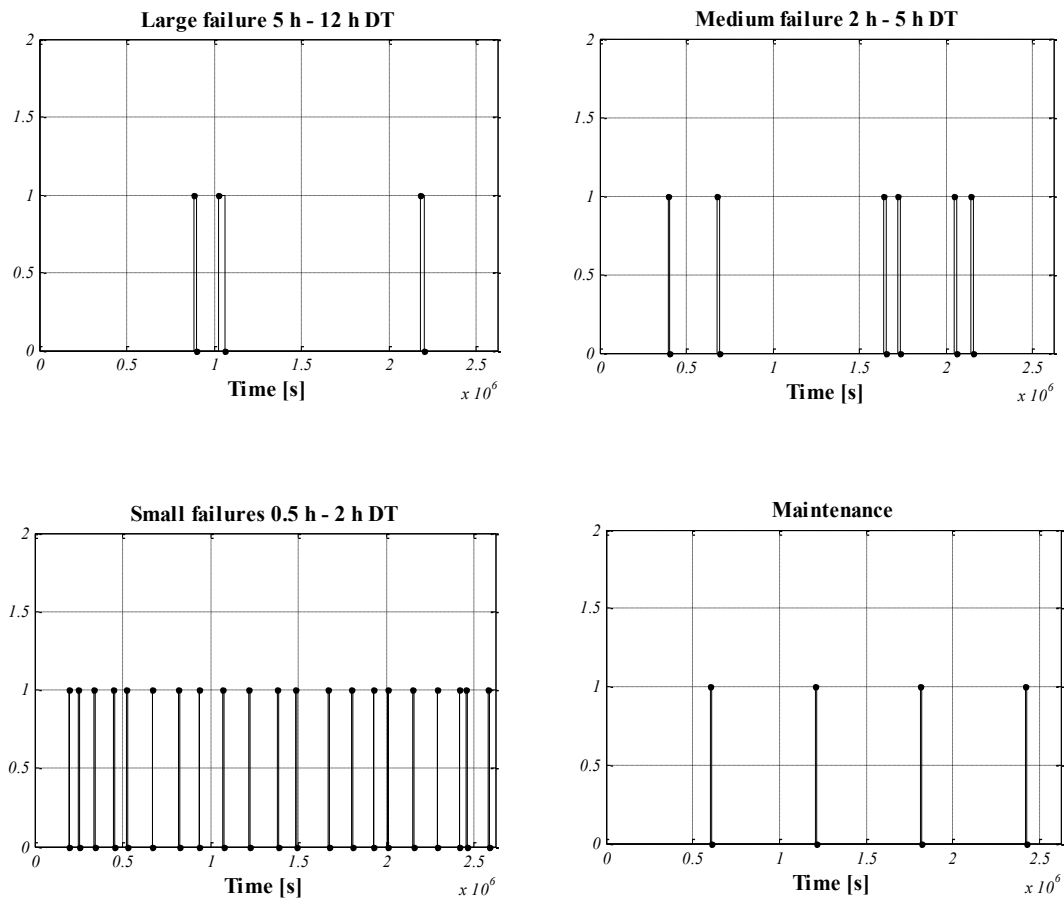 Large failure 5 h - 12 h DT
2
1.5
1
0.5
0
0 0.5 1 1.5 2 2.5
x 10^6
Time [s]
Medium failure 2 h - 5 h DT
2
1.5
1
0.5
0
0 0.5 1 1.5 2 2.5
x 10^6
Time [s]
Small failures 0.5 h - 2 h DT
2
1.5
1
0.5
0
0 0.5 1 1.5 2 2.5
x 10^6
Time [s]
Maintenance
2
1.5
1
0.5
0
0 0.5 1 1.5 2 2.5
x 10^6
Time [s]